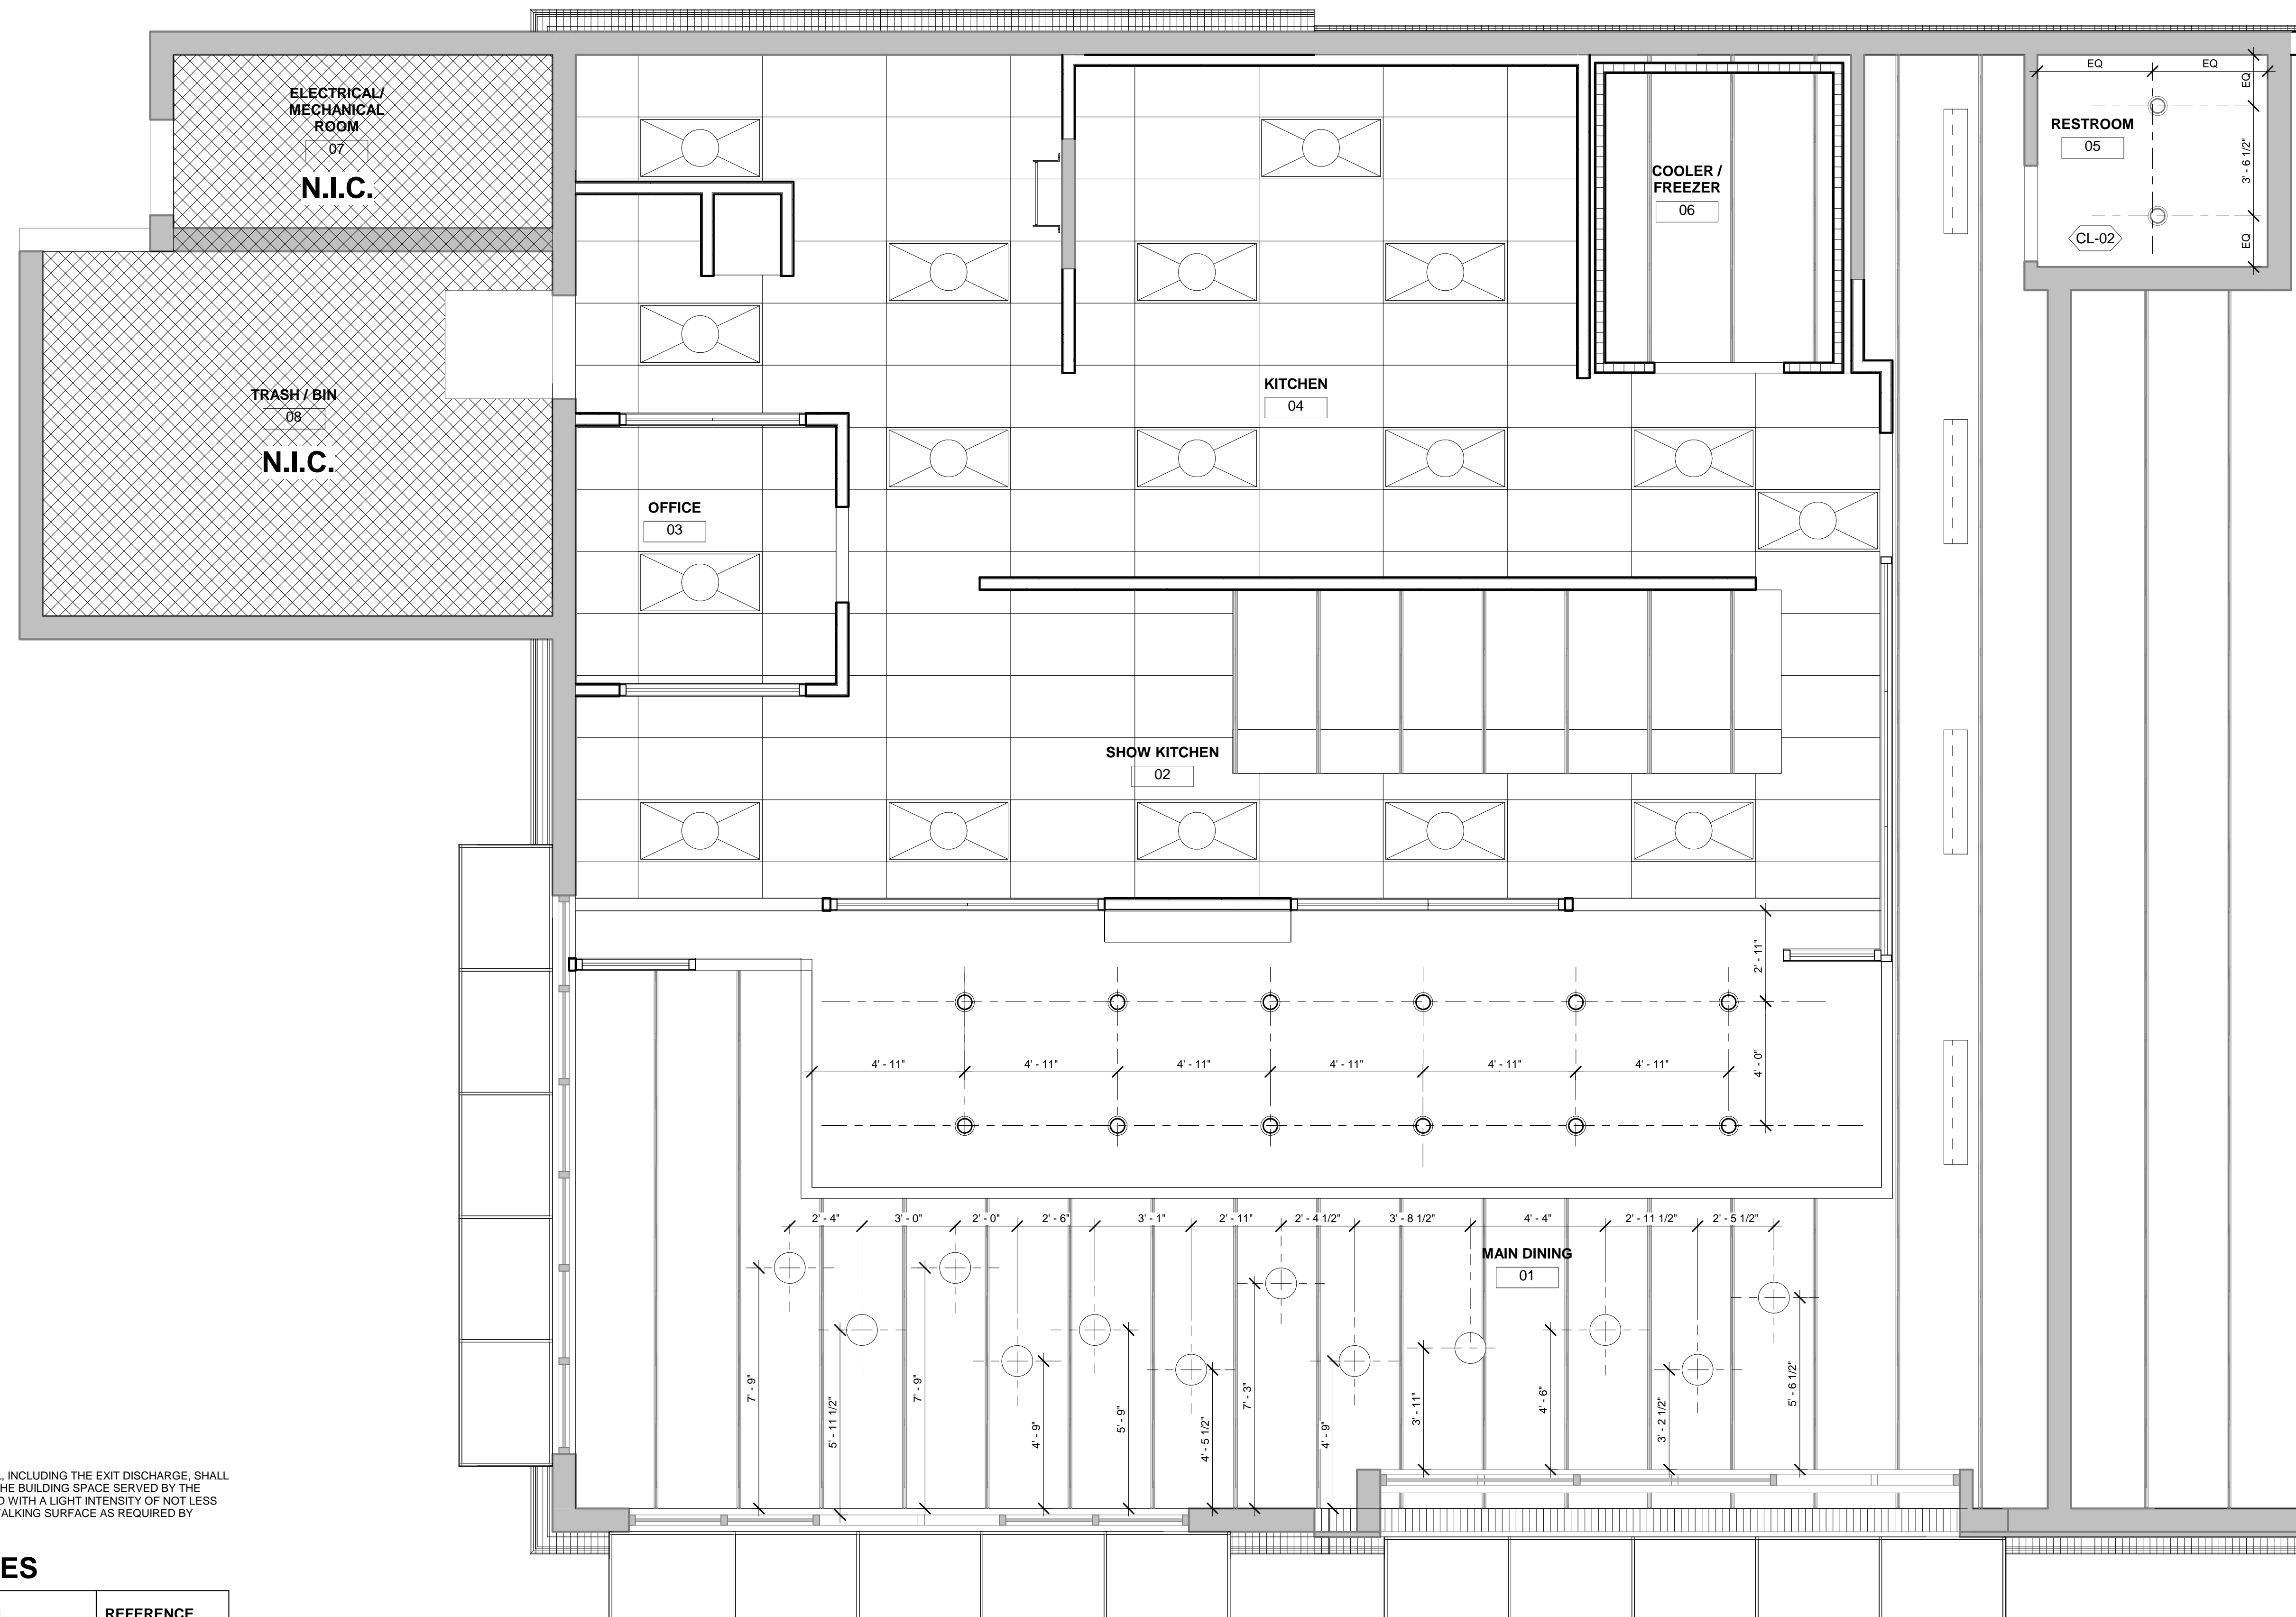 ELECTRICAL/
MECHANICAL
ROOM
07
N.I.C.
TRASH / BIN
08
N.I.C.
OFFICE
03
KITCHEN
04
COOLER /
FREEZER
06
RESTROOM
05
CL-02
EQ
EQ
EQ
3' - 6 1/2"
EQ
SHOW KITCHEN
02
2' - 11"
4' - 0"
4' - 11"
4' - 11"
4' - 11"
4' - 11"
4' - 11"
4' - 11"
2' - 4"
3' - 0"
2' - 0"
2' - 6"
3' - 1"
2' - 11"
2' - 4 1/2"
3' - 8 1/2"
4' - 4"
2' - 11 1/2"
2' - 5 1/2"
MAIN DINING
01
7' - 9"
5' - 11 1/2"
7' - 9"
4' - 9"
5' - 9"
4' - 5 1/2"
7' - 3"
4' - 9"
3' - 11"
4' - 6"
3' - 2 1/2"
5' - 6 1/2"
, INCLUDING THE EXIT DISCHARGE, SHALL
HE BUILDING SPACE SERVED BY THE
D WITH A LIGHT INTENSITY OF NOT LESS
ALKING SURFACE AS REQUIRED BY
ES
REFERENCE